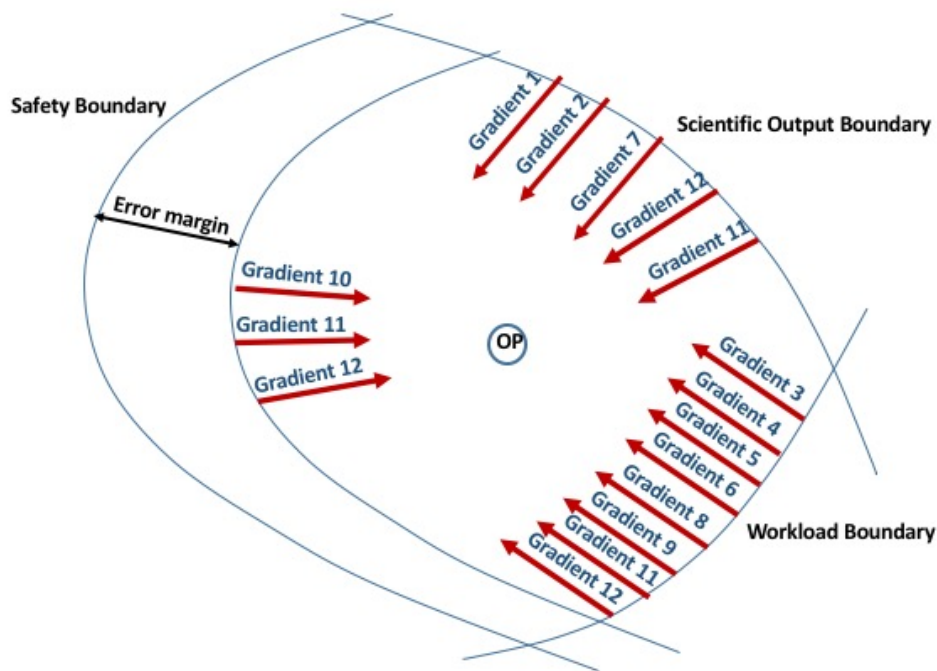 Safety Boundary
Error margin
Gradient 1
Gradient 2
Gradient 7
Gradient 12
Gradient 11
Scientific Output Boundary
Gradient 10
Gradient 11
Gradient 12
OP
Gradient 3
Gradient 4
Gradient 5
Gradient 6
Gradient 8
Gradient 9
Gradient 11
Gradient 12
Workload Boundary